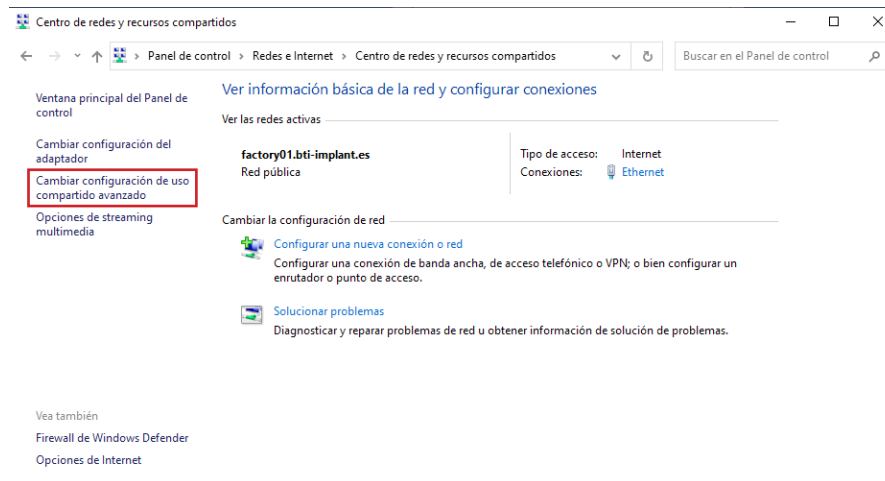 Centro de redes y recursos compartidos
Panel de control > Redes e Internet > Centro de redes y recursos compartidos
Buscar en el Panel de control
Ventana principal del Panel de
control
Cambiar configuración del
adaptador
Cambiar configuración de uso
compartido avanzado
Opciones de streaming
multimedia
Ver información básica de la red y configurar conexiones
Ver las redes activas
factory01.bti-implant.es
Red pública
Tipo de acceso: Internet
Conexiones: Ethernet
Cambiar la configuración de red
Configurar una nueva conexión o red
Configurar una conexión de banda ancha, de acceso telefónico o VPN; o bien configurar un
enrutador o punto de acceso.
Solucionar problemas
Diagnosticar y reparar problemas de red u obtener información de solución de problemas.
Vea también
Firewall de Windows Defender
Opciones de Internet